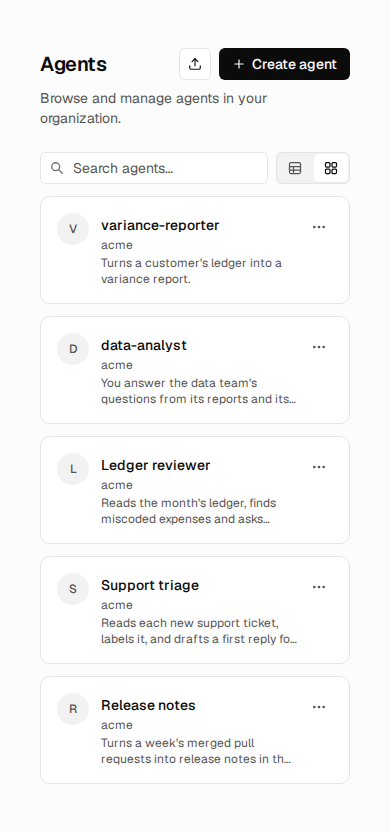 Agents
Create agent
Browse and manage agents in your
organization.
Search agents...
V
variance-reporter
acme
Turns a customer's ledger into a
variance report.
D
data-analyst
acme
You answer the data team's
questions from its reports and its...
L
Ledger reviewer
acme
Reads the month's ledger, finds
miscoded expenses and asks...
S
Support triage
acme
Reads each new support ticket,
labels it, and drafts a first reply fo...
R
Release notes
acme
Turns a week's merged pull
requests into release notes in th...